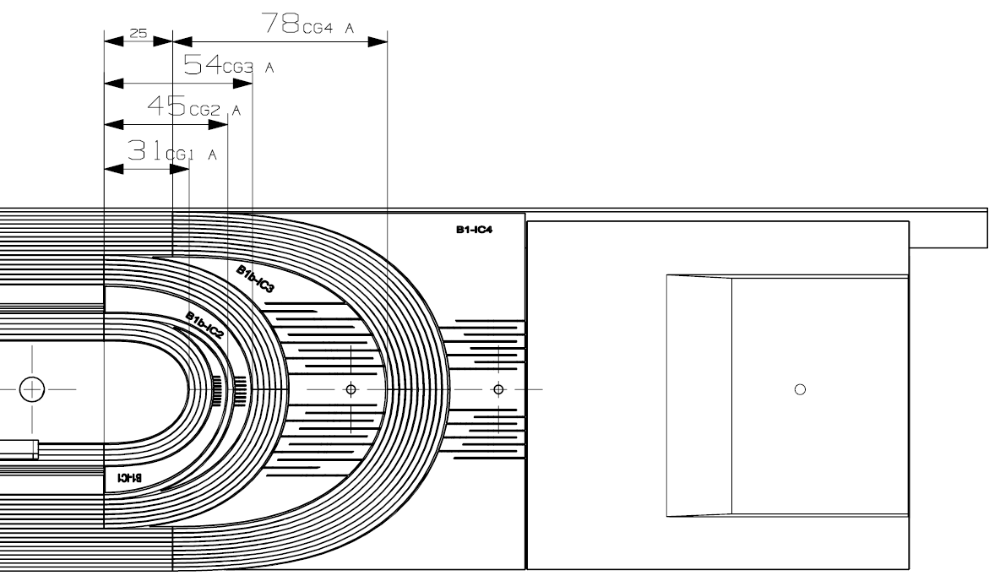 78CG4 A
25
54CG3 A
45CG2 A
31CG1 A
B1-IC4
B1b-IC3
B1b-IC2
B1-IC1